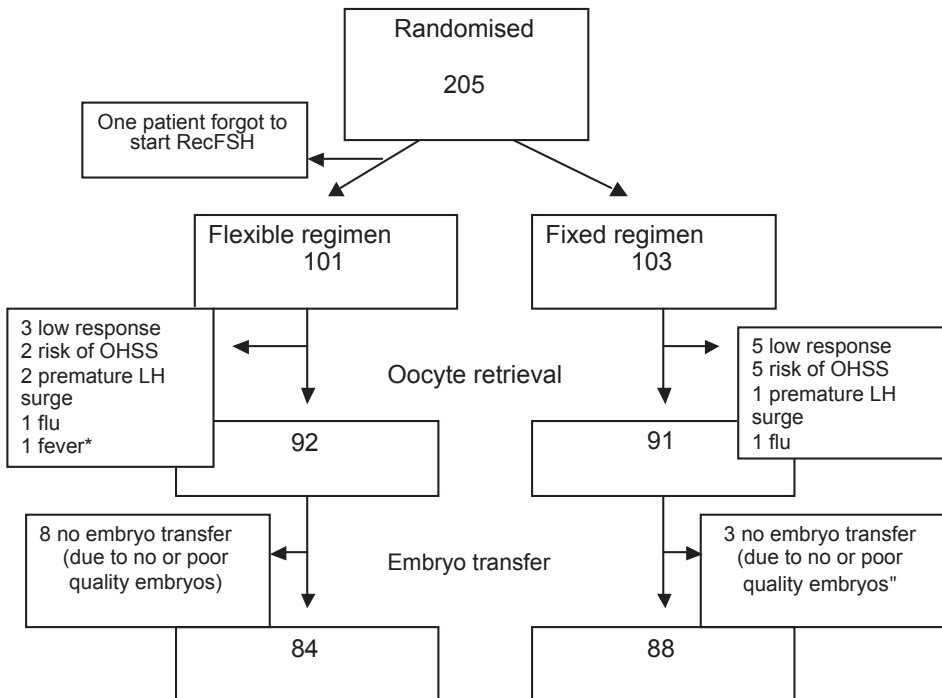 Randomised
205
One patient forgot to
start RecFSH
Flexible regimen
101
Fixed regimen
103
3 low response
2 risk of OHSS
2 premature LH
surge
1 flu
1 fever*
Oocyte retrieval
5 low response
5 risk of OHSS
1 premature LH
surge
1 flu
92
91
8 no embryo transfer
(due to no or poor
quality embryos)
Embryo transfer
3 no embryo transfer
(due to no or poor
quality embryos"
84
88